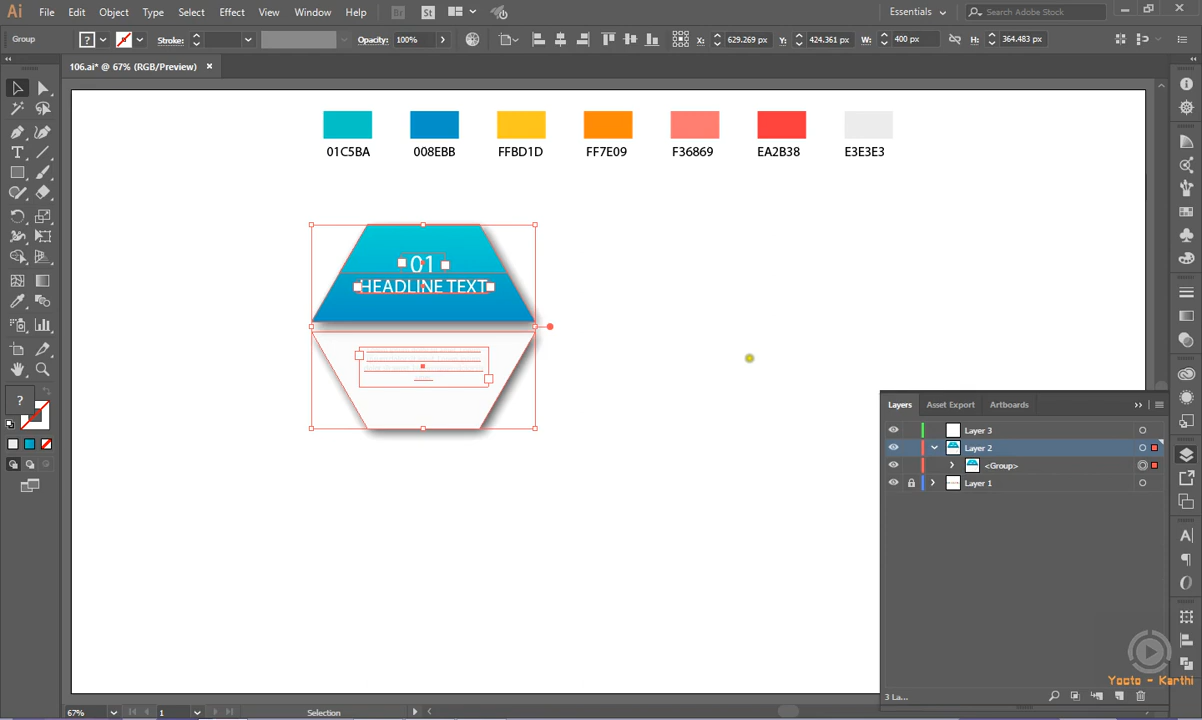 Ai File Edit Type Select Effect View Window Help Br St Essentials Search Adobe Stock
Group ? Stroke: Opacity: 100% X: 629.269 px Y: 424.361 px W: 400 px H: 364.483 px
106.ai* @ 67% (RGB/Preview) ×
01C5BA 008EBB FFBD1D FF7E09 F36869 EA2B38 E3E3E3
01
HEADLINE TEXT
Layers Asset Export Artboards
Layer 3
Layer 2
<Group>
Layer 1
Yooto - Karthi
3 La...
67% 1 Selection